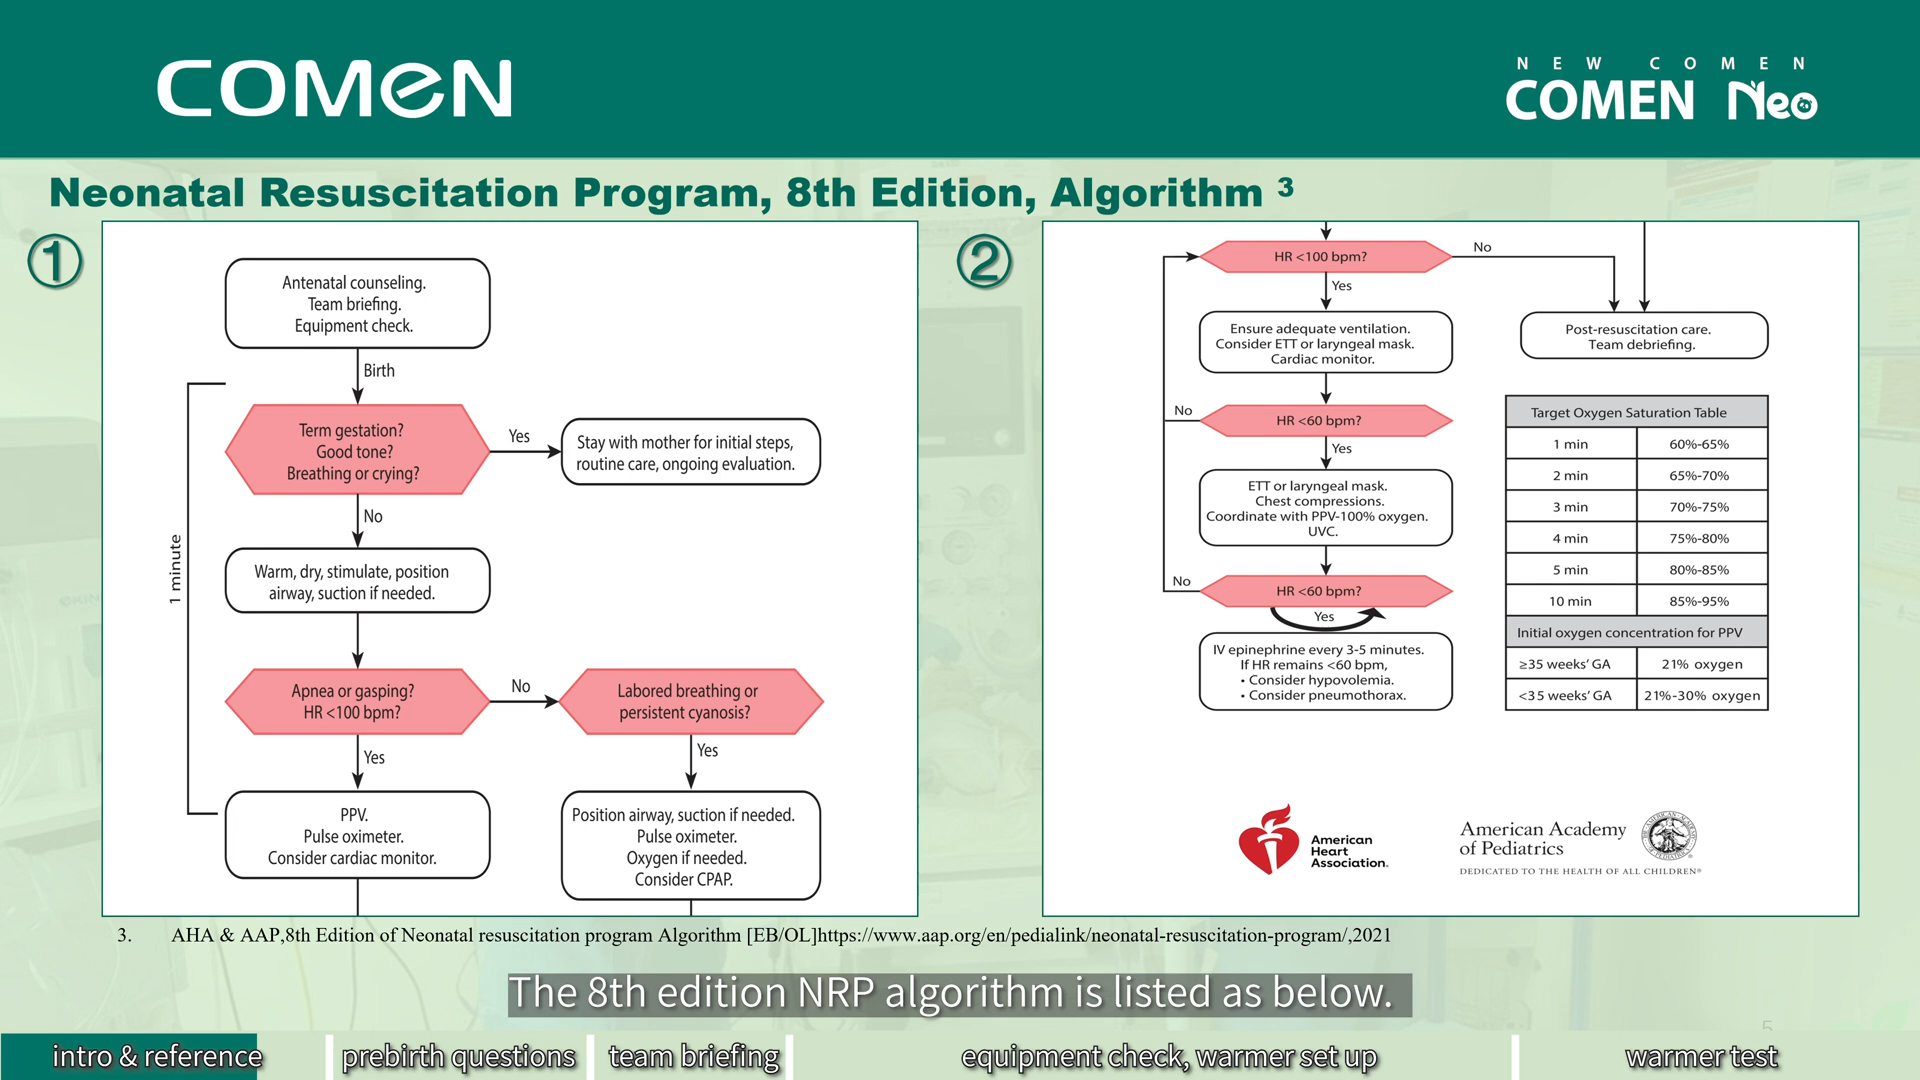 COMEN
NEW COMEN
COMEN Neo
Neonatal Resuscitation Program, 8th Edition, Algorithm 3
①
Antenatal counseling.
Team briefing.
Equipment check.
Birth
Term gestation?
Good tone?
Breathing or crying?
Yes
Stay with mother for initial steps,
routine care, ongoing evaluation.
No
1 minute
Warm, dry, stimulate, position
airway, suction if needed.
Apnea or gasping?
HR <100 bpm?
No
Labored breathing or
persistent cyanosis?
Yes
Yes
PPV.
Pulse oximeter.
Consider cardiac monitor.
Position airway, suction if needed.
Pulse oximeter.
Oxygen if needed.
Consider CPAP.
②
HR <100 bpm?
No
Yes
Ensure adequate ventilation.
Consider ETT or laryngeal mask.
Cardiac monitor.
Post-resuscitation care.
Team debriefing.
No
HR <60 bpm?
Yes
ETT or laryngeal mask.
Chest compressions.
Coordinate with PPV-100% oxygen.
UVC.
No
HR <60 bpm?
Yes
IV epinephrine every 3-5 minutes.
If HR remains <60 bpm,
• Consider hypovolemia.
• Consider pneumothorax.
Target Oxygen Saturation Table
1 min 60%-65%
2 min 65%-70%
3 min 70%-75%
4 min 75%-80%
5 min 80%-85%
10 min 85%-95%
Initial oxygen concentration for PPV
≥35 weeks' GA 21% oxygen
<35 weeks' GA 21%-30% oxygen
American
Heart
Association.
American Academy
of Pediatrics
DEDICATED TO THE HEALTH OF ALL CHILDREN®
3. AHA & AAP,8th Edition of Neonatal resuscitation program Algorithm [EB/OL]https://www.aap.org/en/pedialink/neonatal-resuscitation-program/,2021
The 8th edition NRP algorithm is listed as below.
5
intro & reference
prebirth questions
team briefing
equipment check, warmer set up
warmer test